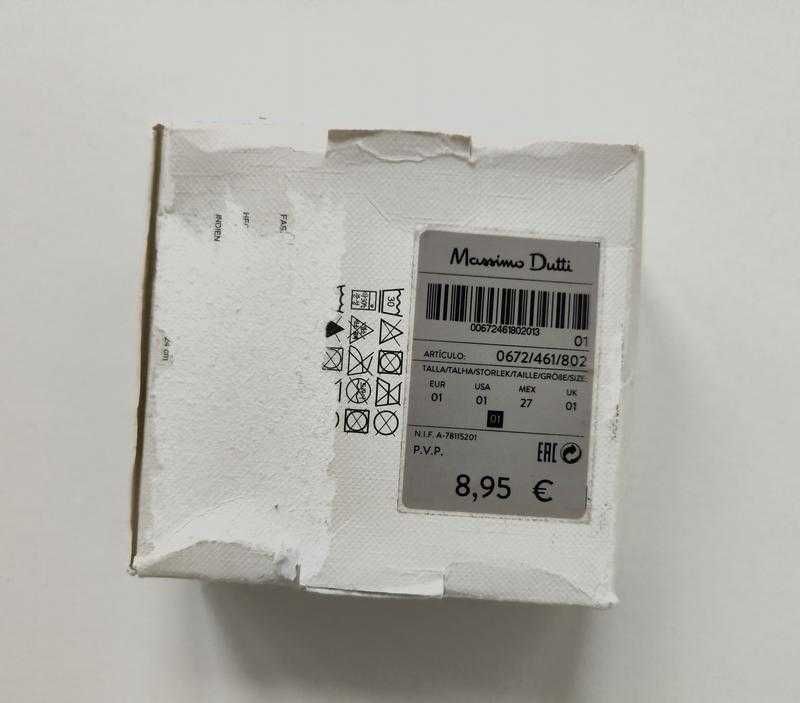 Massimo Dutti
00672461802013
01
ARTÍCULO: 0672/461/802
TALLA/TALHA/STORLEK/TAILLE/GRÖßE/SIZE:
EUR USA MEX UK
01 01 27 01
01
N.I.F. A-78115201
P.V.P. EAC
8,95 €
30
INDIEN